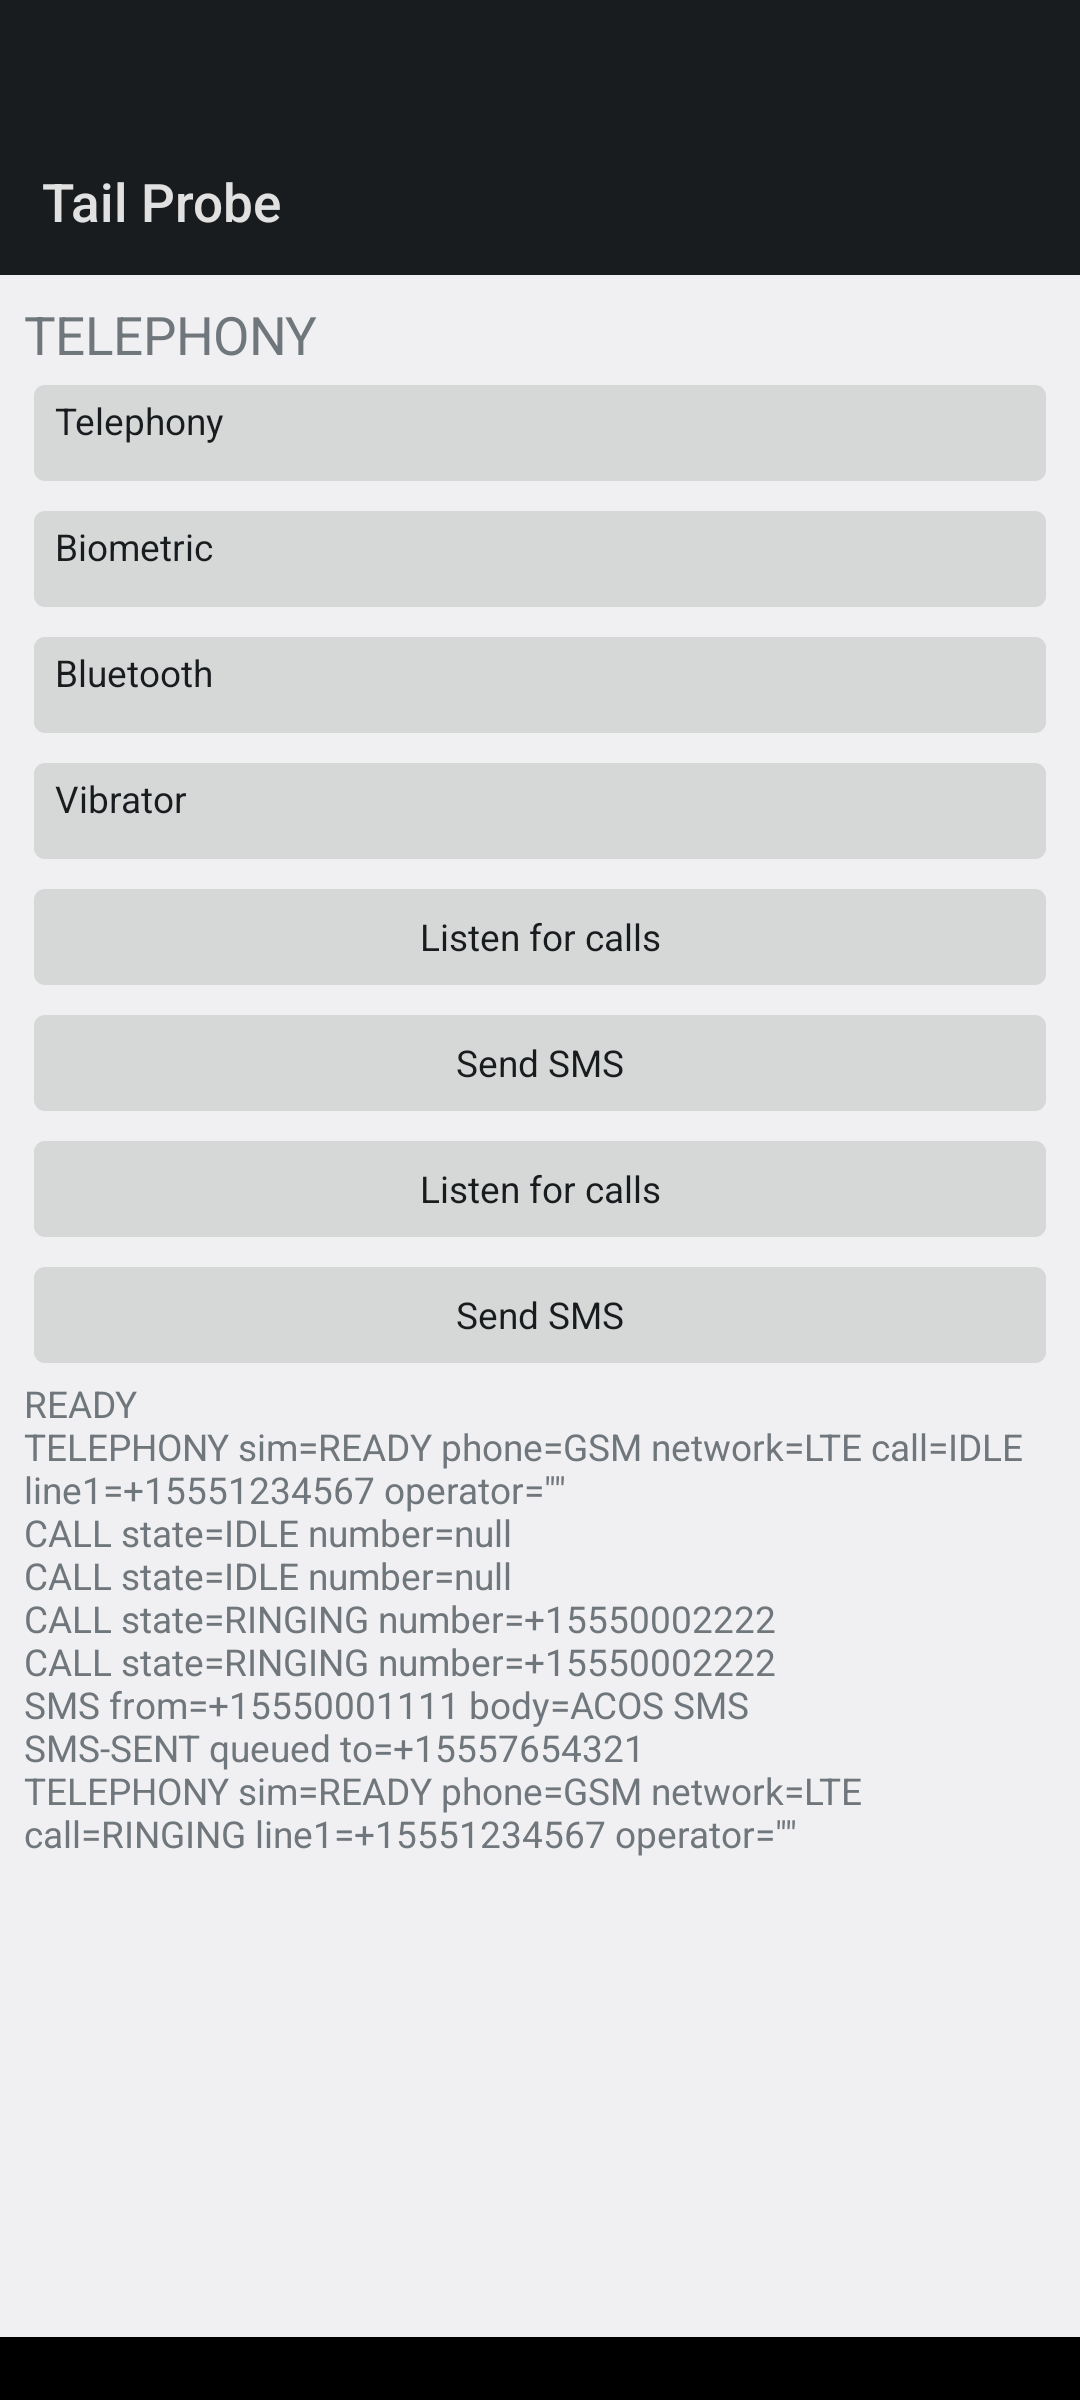 Tail Probe
TELEPHONY
Telephony
Biometric
Bluetooth
Vibrator
Listen for calls
Send SMS
Listen for calls
Send SMS
READY
TELEPHONY sim=READY phone=GSM network=LTE call=IDLE
line1=+15551234567 operator=""
CALL state=IDLE number=null
CALL state=IDLE number=null
CALL state=RINGING number=+15550002222
CALL state=RINGING number=+15550002222
SMS from=+15550001111 body=ACOS SMS
SMS-SENT queued to=+15557654321
TELEPHONY sim=READY phone=GSM network=LTE
call=RINGING line1=+15551234567 operator=""